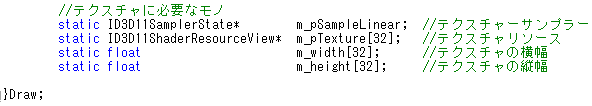 //テクスチャに必要なモノ
static ID3D11SamplerState* m_pSampleLinear; //テクスチャーサンプラー
static ID3D11ShaderResourceView* m_pTexture[32]; //テクスチャリソース
static float m_width[32]; //テクスチャの横幅
static float m_height[32]; //テクスチャの縦幅
}Draw;